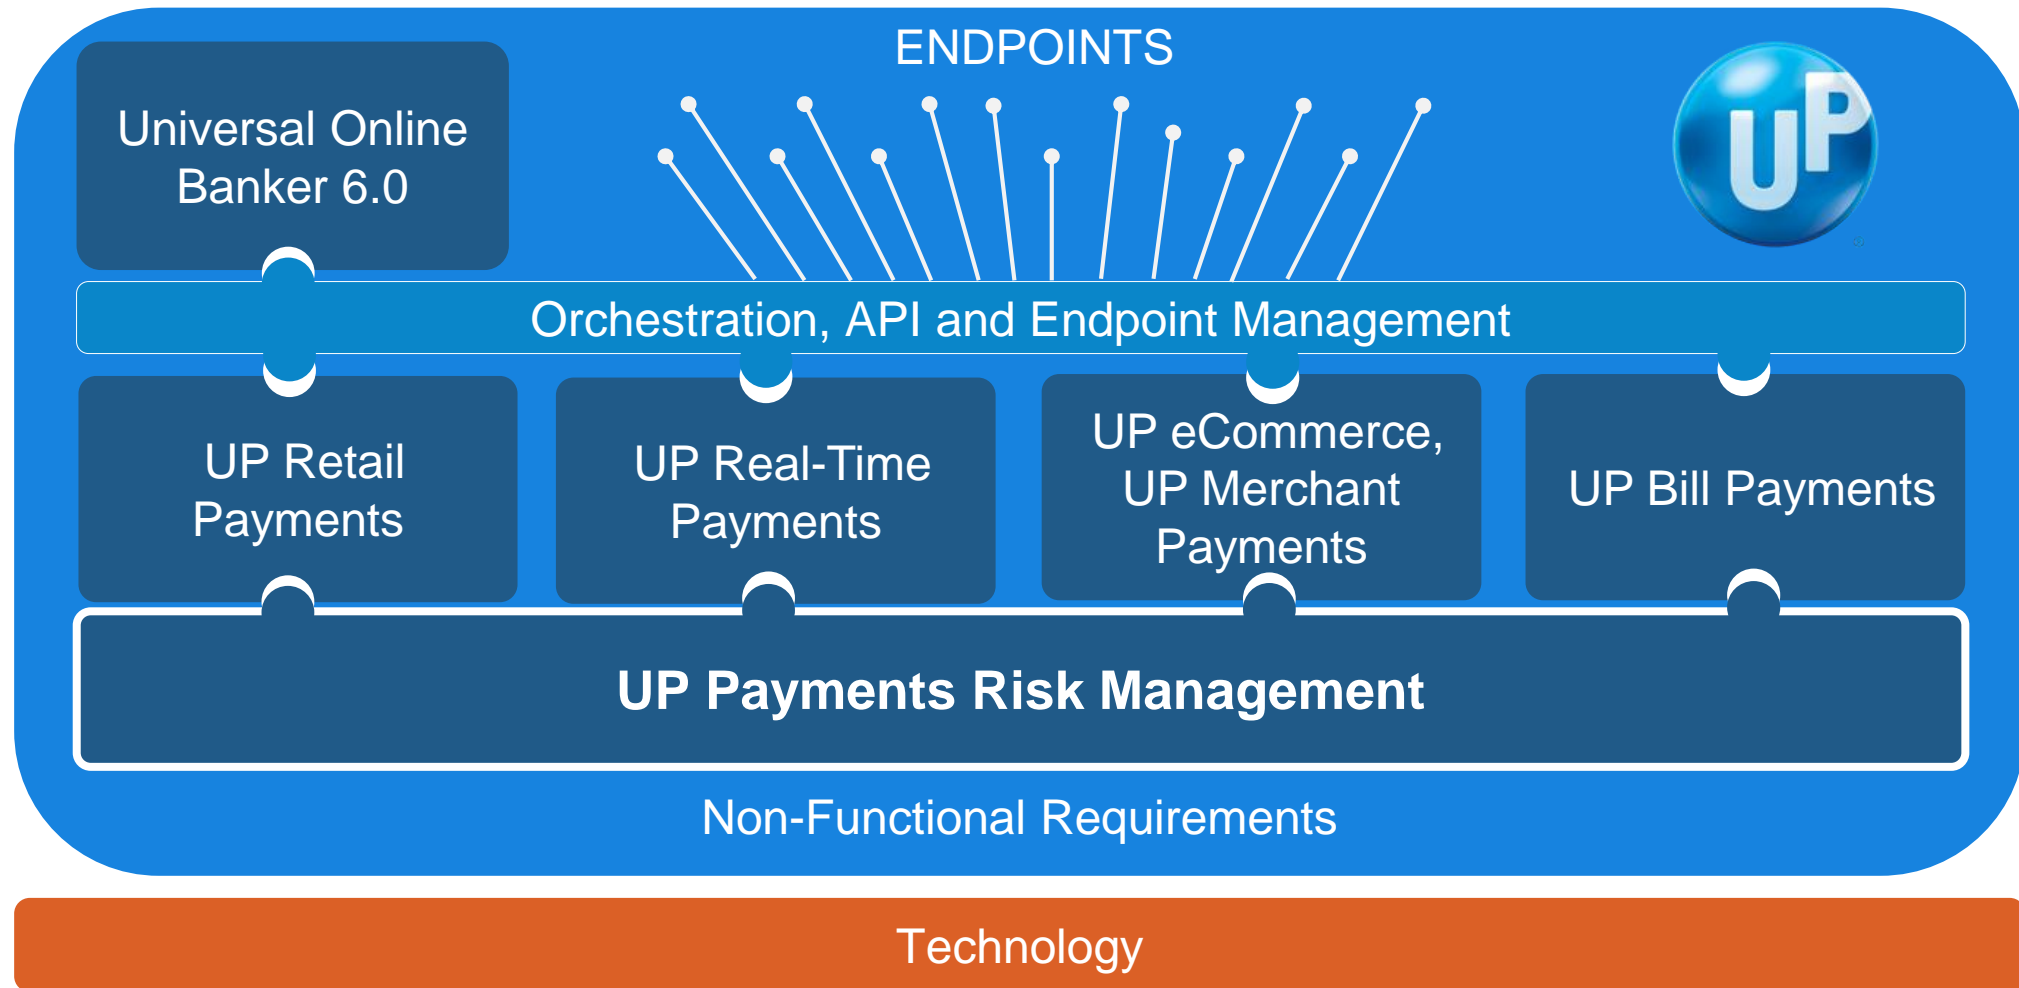 ENDPOINTS
Universal Online
Banker 6.0
UP
Orchestration, API and Endpoint Management
UP Retail
Payments
UP Real-Time
Payments
UP eCommerce,
UP Merchant
Payments
UP Bill Payments
UP Payments Risk Management
Non-Functional Requirements
Technology